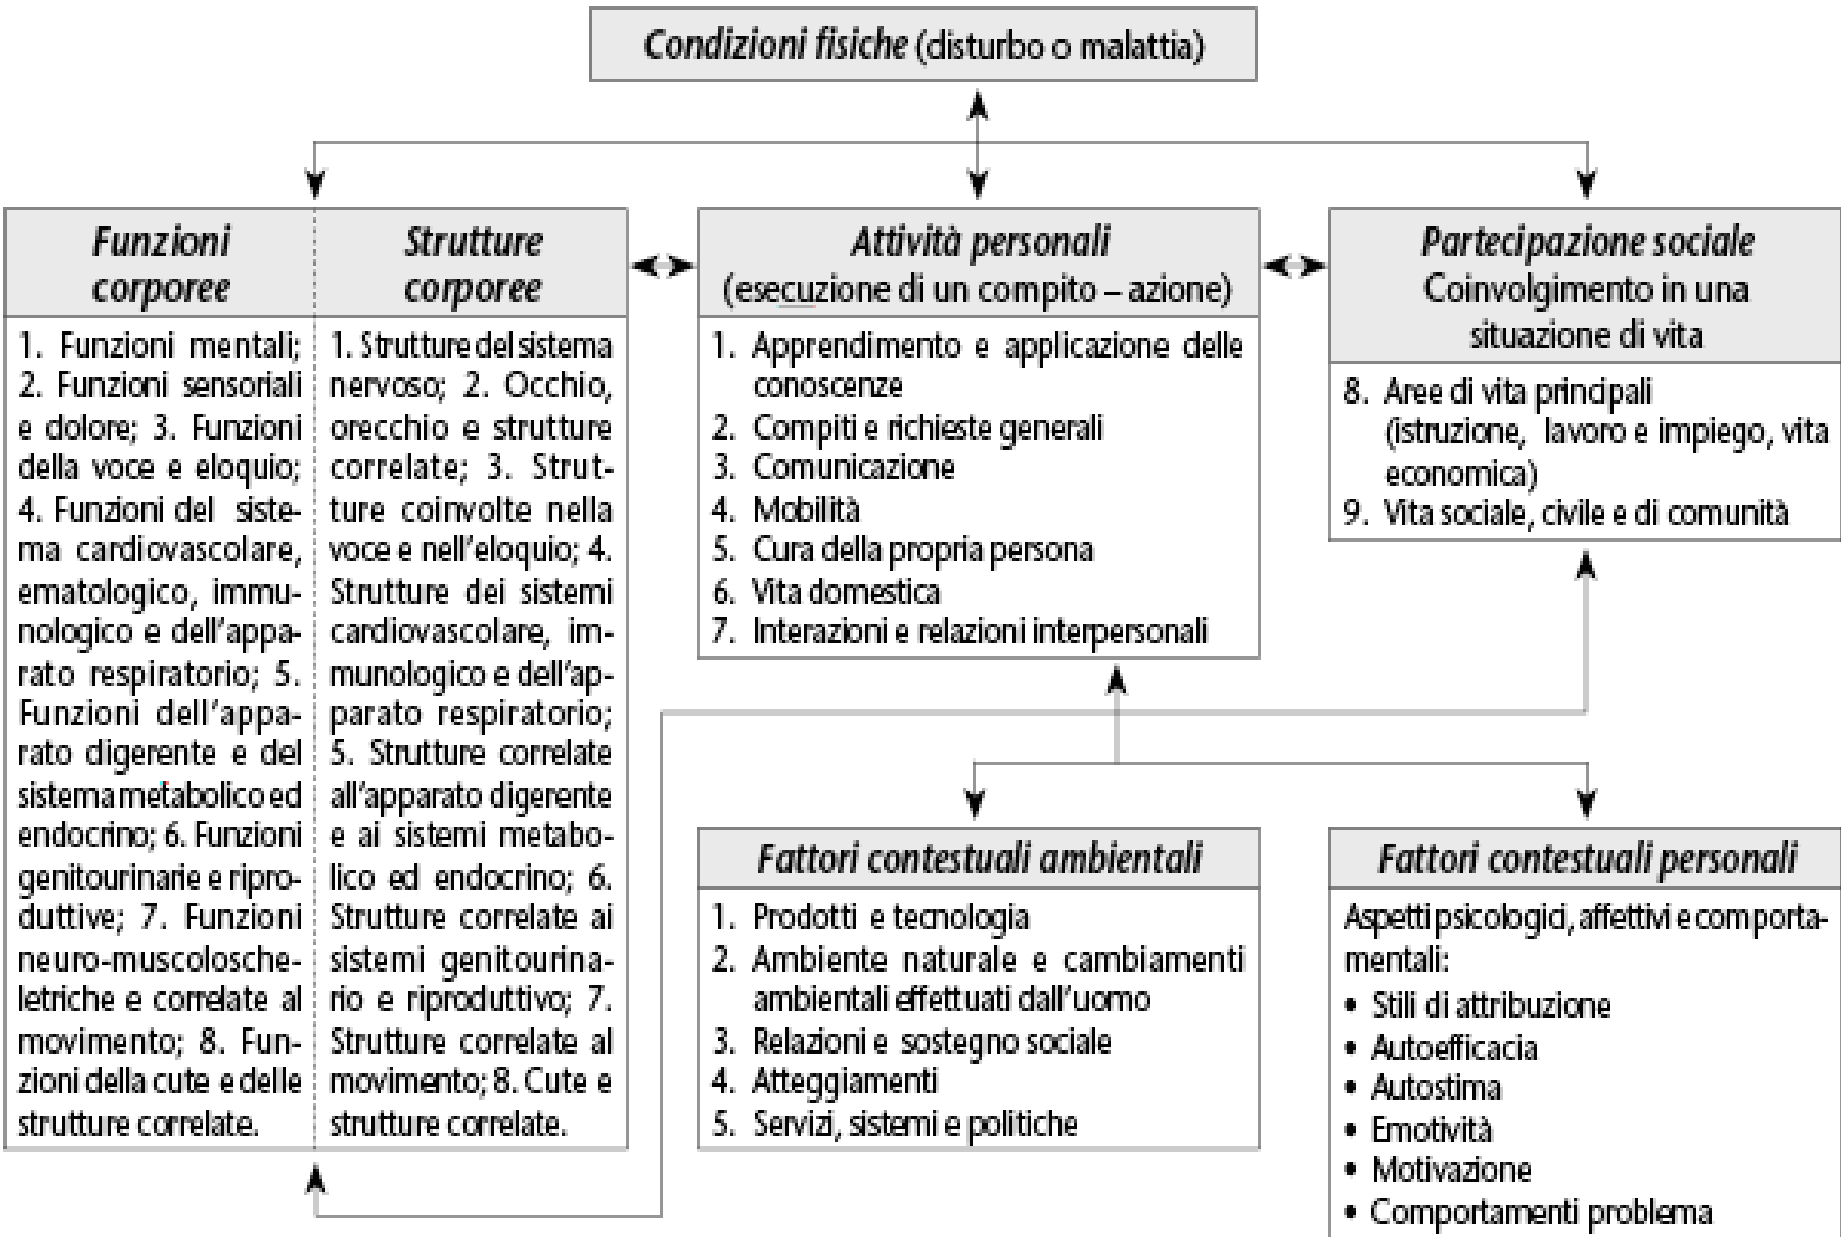 Condizioni fisiche (disturbo o malattia)
Funzioni
corporee
1. Funzioni mentali;
2. Funzioni sensoriali
e dolore; 3. Funzioni
della voce e eloquio;
4. Funzioni del siste-
ma cardiovascolare,
ematologico, immu-
nologico e dell'appa-
rato respiratorio; 5.
Funzioni dell'appa-
rato digerente e del
sistema metabolico ed
endocrino; 6. Funzioni
genitourinarie e ripro-
duttive; 7. Funzioni
neuro-muscolosche-
letriche e correlate al
movimento; 8. Fun-
zioni della cute e delle
strutture correlate.
Strutture
corporee
1. Strutture del sistema
nervoso; 2. Occhio,
orecchio e strutture
correlate; 3. Strut-
ture coinvolte nella
voce e nell'eloquio; 4.
Strutture dei sistemi
cardiovascolare, im-
munologico e dell'ap-
parato respiratorio;
5. Strutture correlate
all'apparato digerente
e ai sistemi metabo-
lico ed endocrino; 6.
Strutture correlate ai
sistemi genitourina-
rio e riproduttivo; 7.
Strutture correlate al
movimento; 8. Cute e
strutture correlate.
Attività personali
(esecuzione di un compito – azione)
1. Apprendimento e applicazione delle
conoscenze
2. Compiti e richieste generali
3. Comunicazione
4. Mobilità
5. Cura della propria persona
6. Vita domestica
7. Interazioni e relazioni interpersonali
Partecipazione sociale
Coinvolgimento in una
situazione di vita
8. Aree di vita principali
(istruzione, lavoro e impiego, vita
economica)
9. Vita sociale, civile e di comunità
Fattori contestuali ambientali
1. Prodotti e tecnologia
2. Ambiente naturale e cambiamenti
ambientali effettuati dall'uomo
3. Relazioni e sostegno sociale
4. Atteggiamenti
5. Servizi, sistemi e politiche
Fattori contestuali personali
Aspetti psicologici, affettivi e comporta-
mentali:
• Stili di attribuzione
• Autoefficacia
• Autostima
• Emotività
• Motivazione
• Comportamenti problema